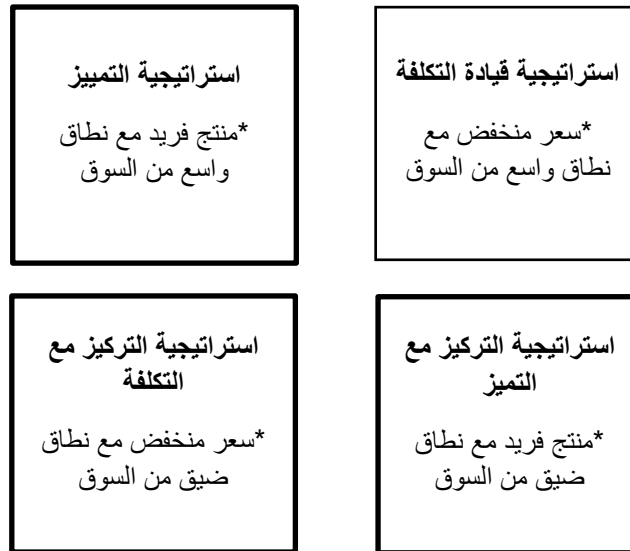 استراتيجية قيادة التكلفة
*سعر منخفض مع
نطاق واسع من السوق
استراتيجية التمييز
*منتج فريد مع نطاق
واسع من السوق
استراتيجية التركيز مع
التميز
*منتج فريد مع نطاق
ضيق من السوق
استراتيجية التركيز مع
التكلفة
*سعر منخفض مع نطاق
ضيق من السوق